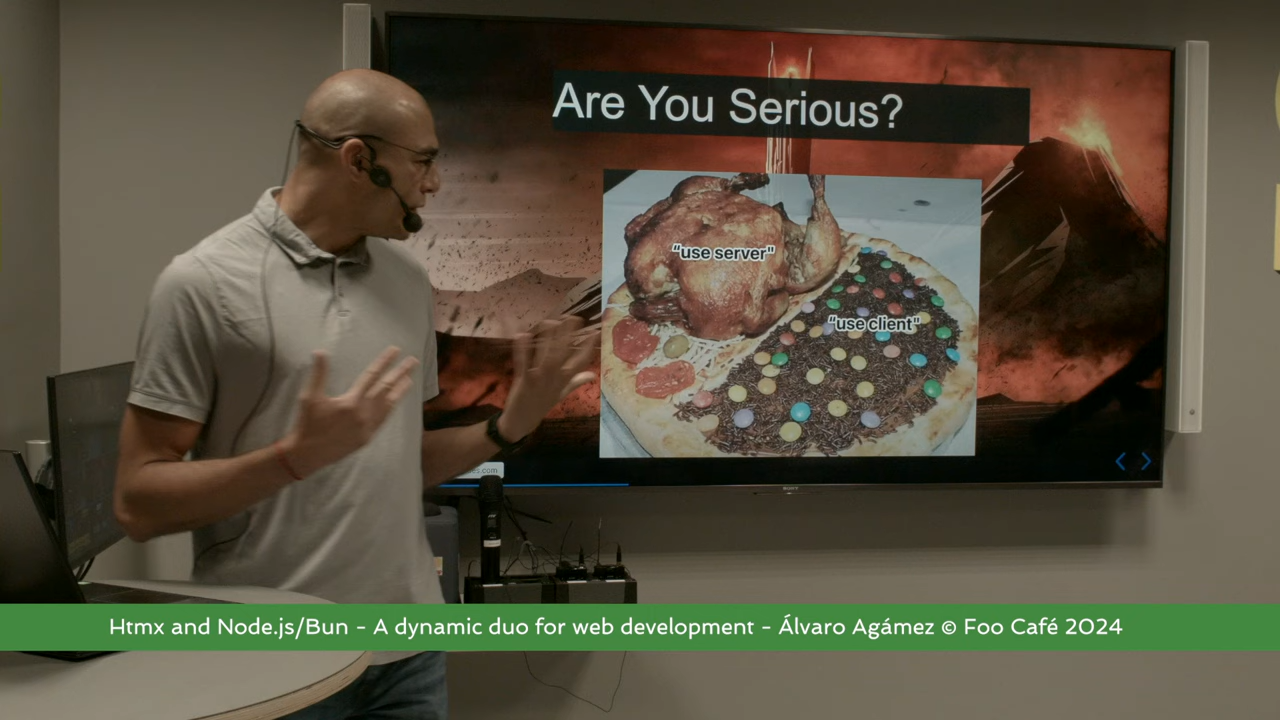 Are You Serious?
"use server"
"use client"
SONY
Htmx and Node.js/Bun - A dynamic duo for web development - Álvaro Agámez © Foo Café 2024